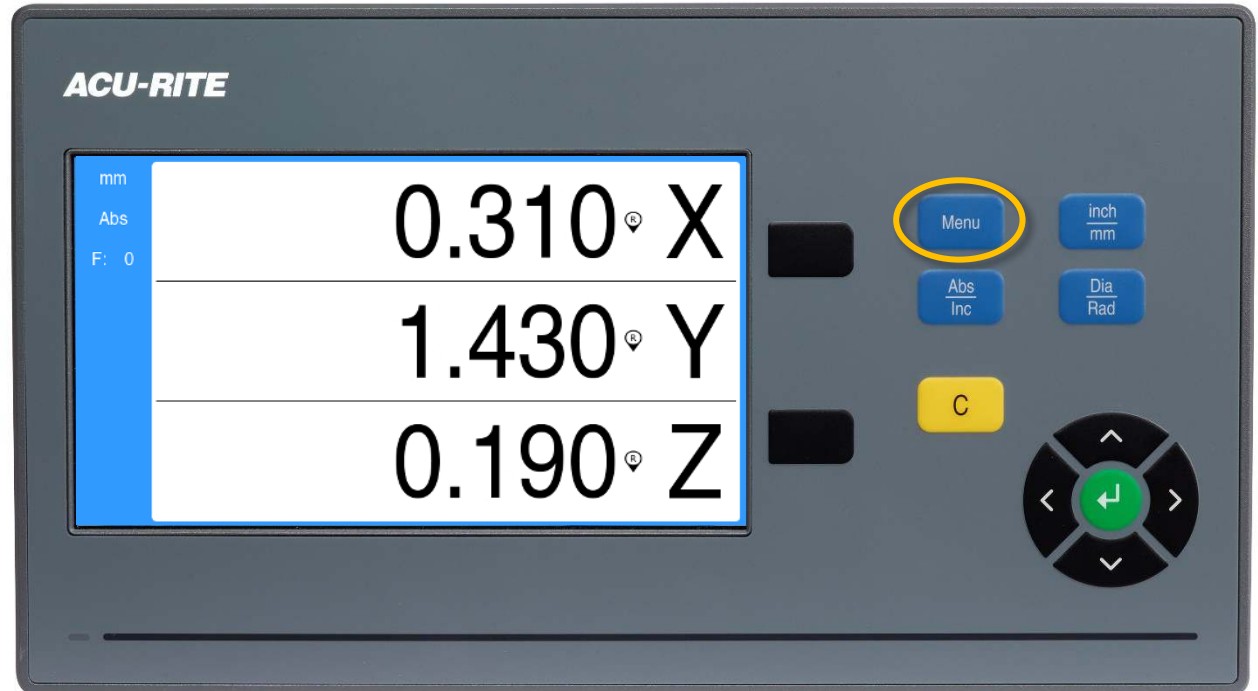 ACU-RITE
mm
Abs
F: 0
0.310 R X
1.430 R Y
0.190 R Z
Menu
inch
mm
Abs
Inc
Dia
Rad
C